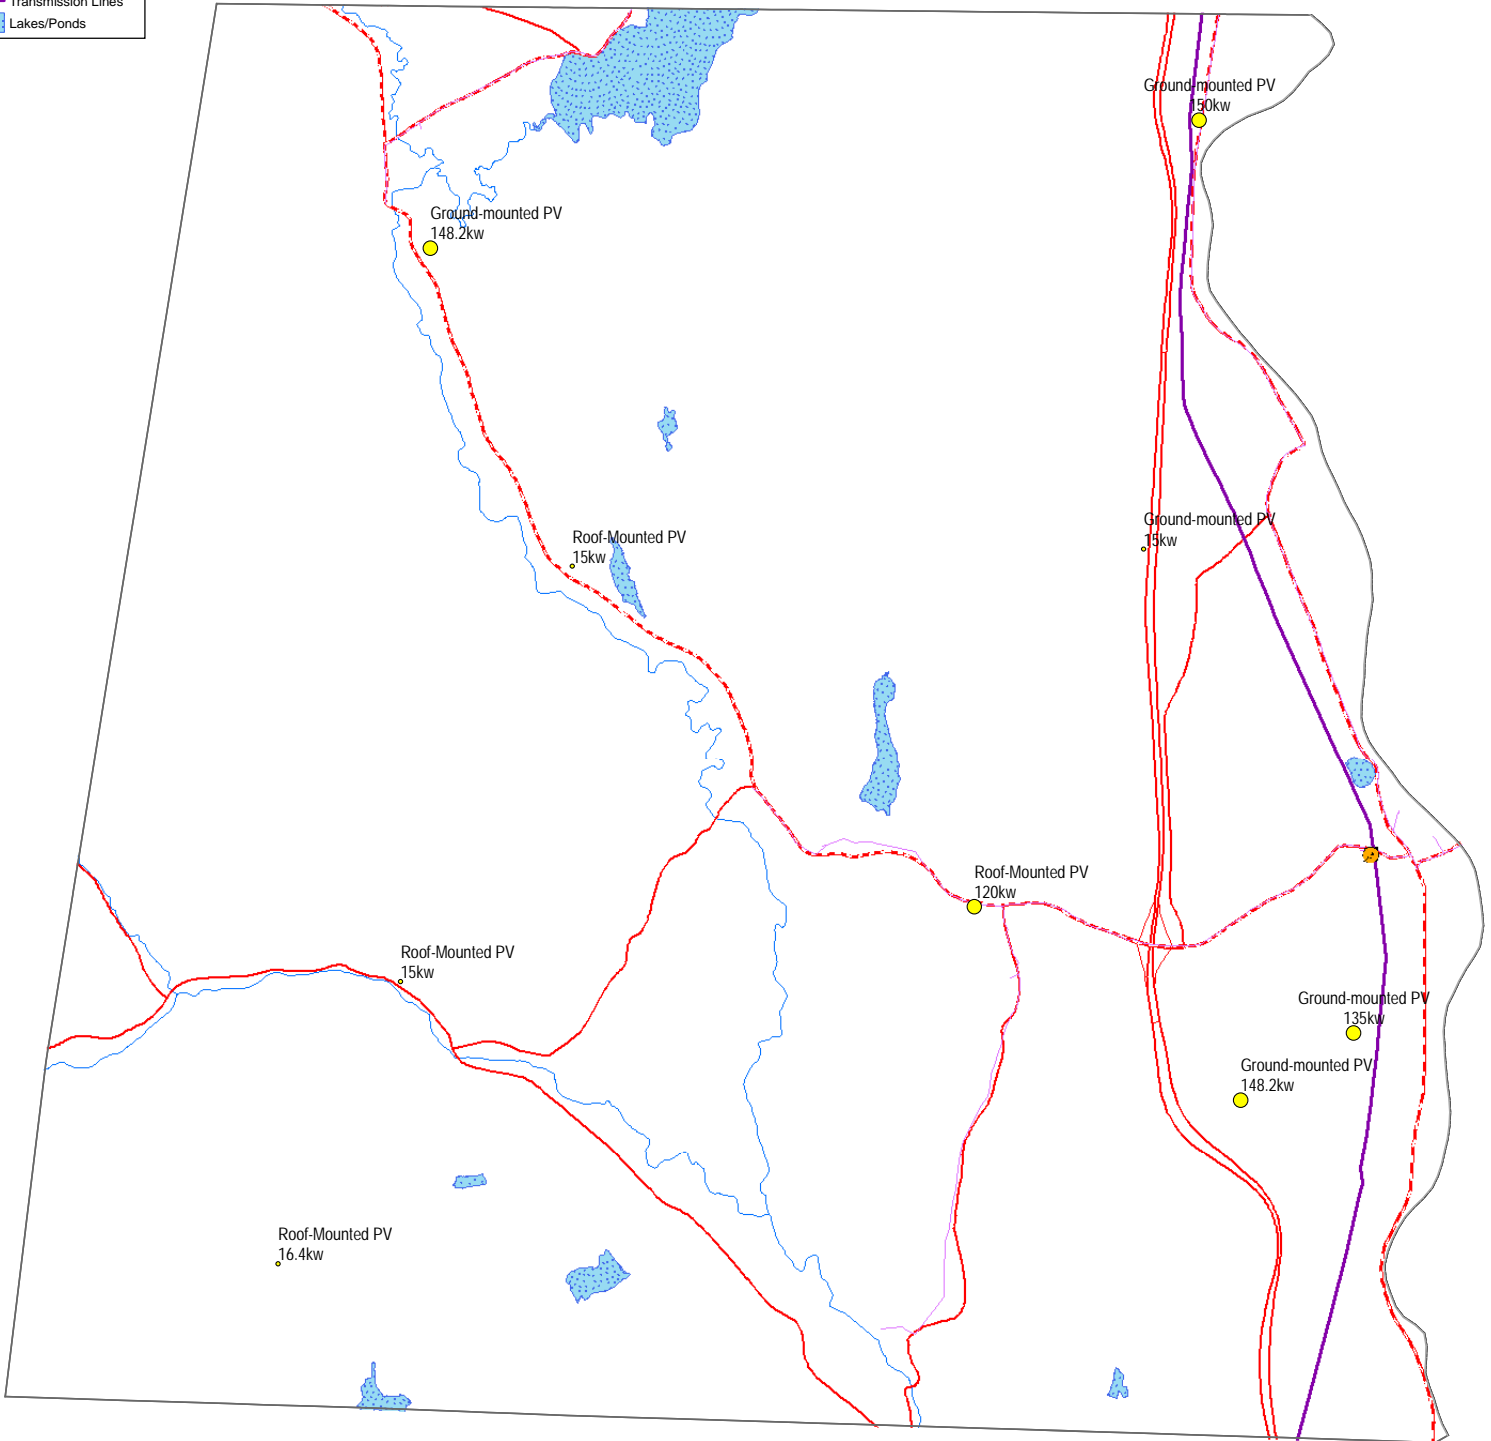 Transmission Lines
Lakes/Ponds
Ground-mounted PV
150kw
Ground-mounted PV
148.2kw
Ground-mounted PV
15kw
Roof-Mounted PV
15kw
Roof-Mounted PV
120kw
Roof-Mounted PV
15kw
Ground-mounted PV
135kw
Ground-mounted PV
148.2kw
Roof-Mounted PV
16.4kw